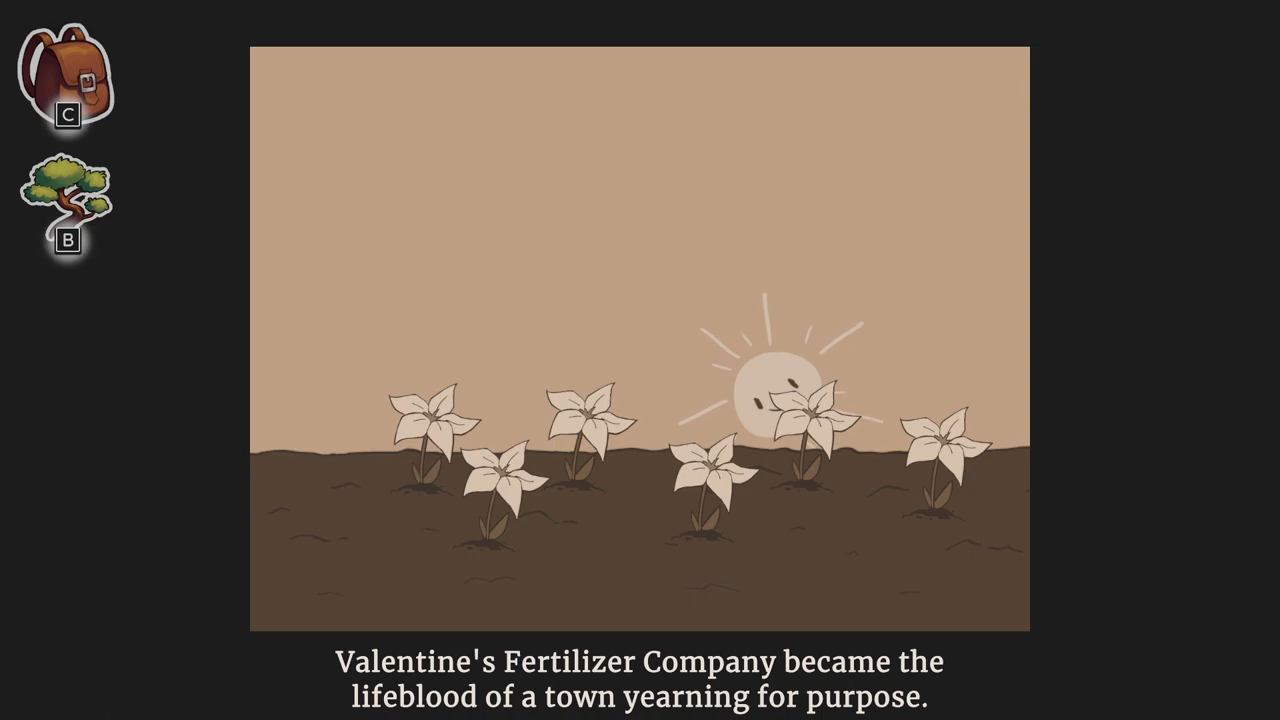 C
B
Valentine's Fertilizer Company became the
lifeblood of a town yearning for purpose.